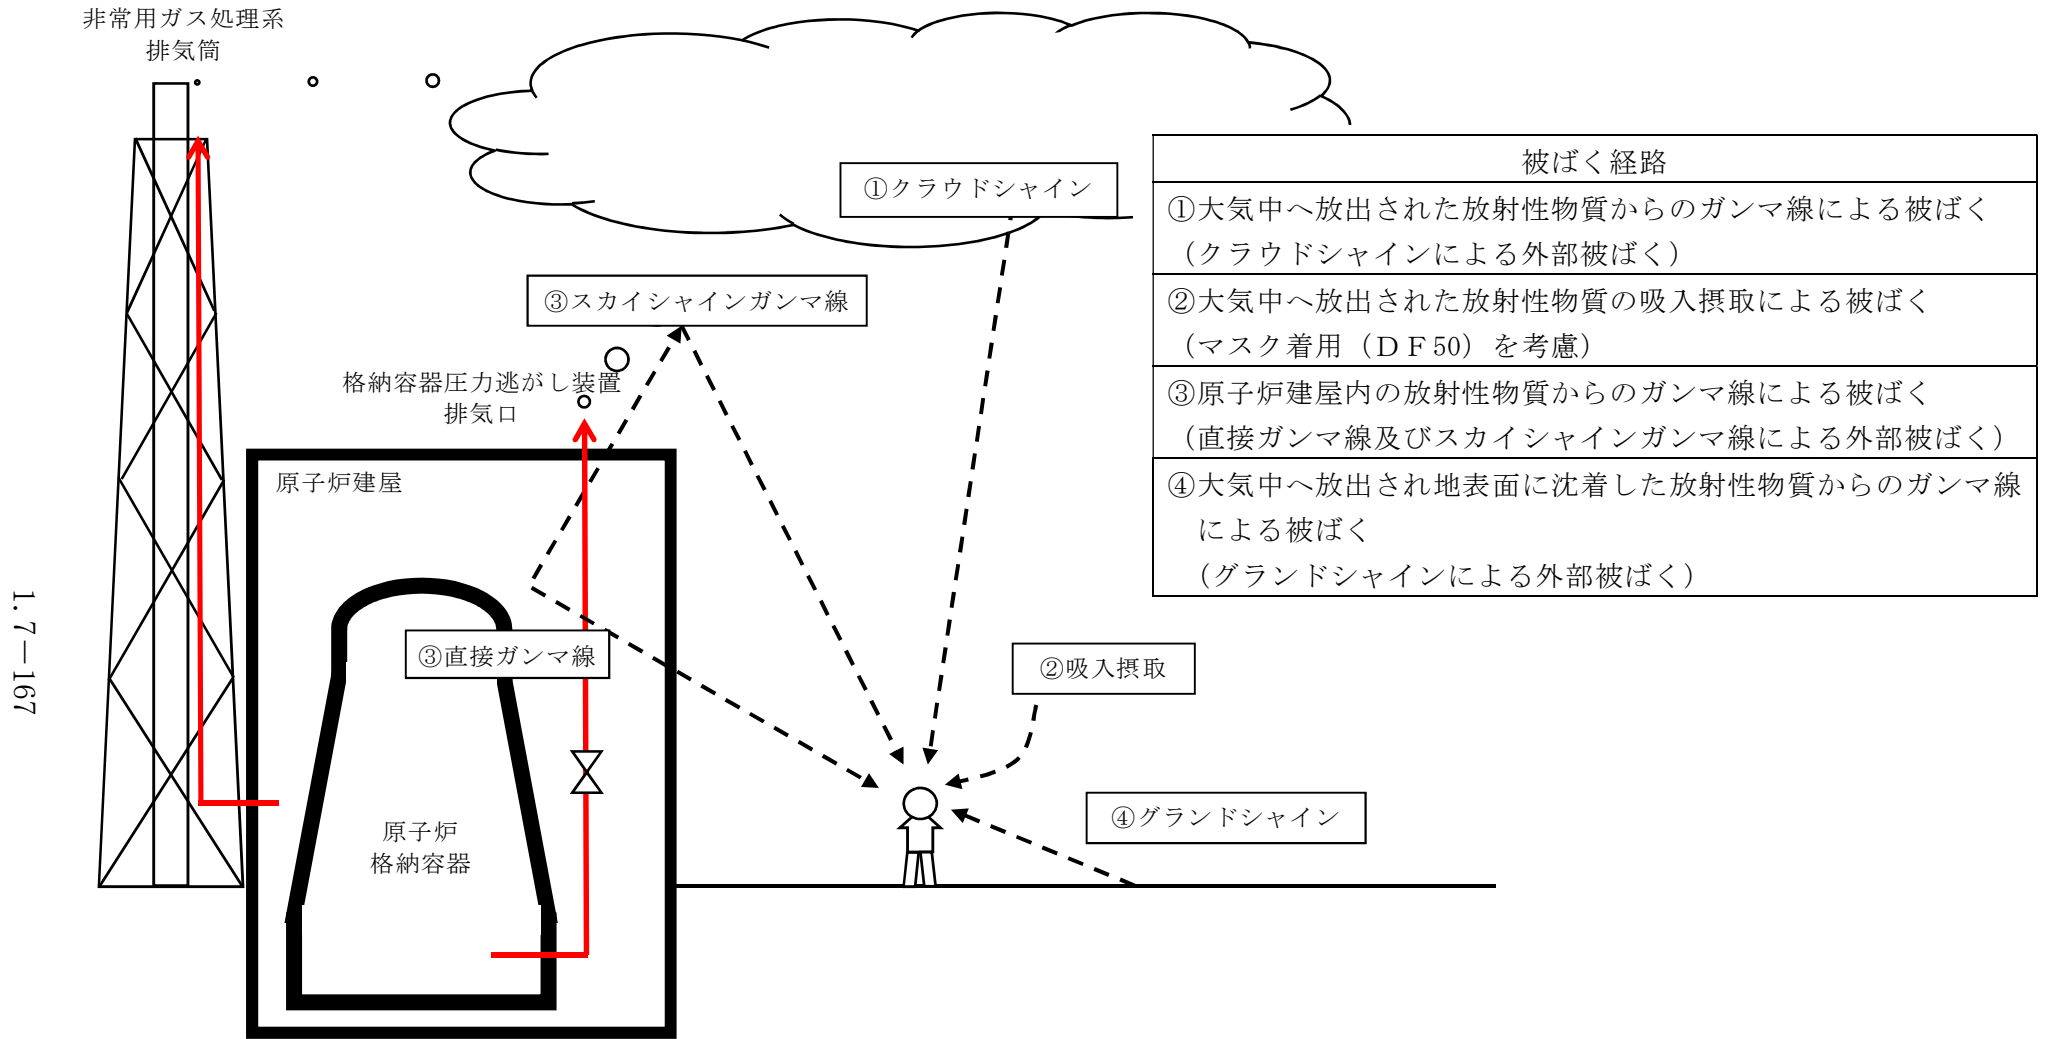 非常用ガス処理系
排気筒
①クラウドシャイン
③スカイシャインガンマ線
格納容器圧力逃がし装置
排気口
原子炉建屋
③直接ガンマ線
原子炉
格納容器
②吸入摂取
④グランドシャイン
被ばく経路
①大気中へ放出された放射性物質からのガンマ線による被ばく
（クラウドシャインによる外部被ばく）
②大気中へ放出された放射性物質の吸入摂取による被ばく
（マスク着用（ＤＦ50）を考慮）
③原子炉建屋内の放射性物質からのガンマ線による被ばく
（直接ガンマ線及びスカイシャインガンマ線による外部被ばく）
④大気中へ放出され地表面に沈着した放射性物質からのガンマ線
による被ばく
（グランドシャインによる外部被ばく）
1.7－167